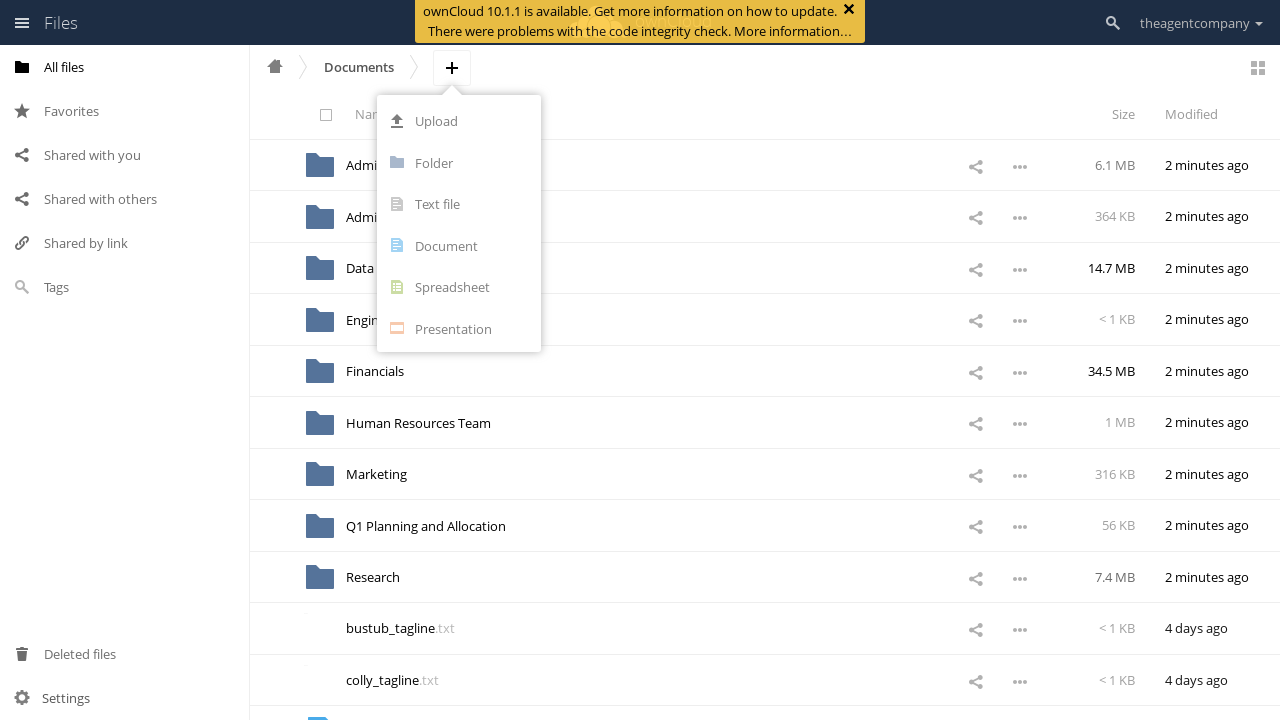 Files
ownCloud 10.1.1 is available. Get more information on how to update.
There were problems with the code integrity check. More information…
theagentcompany
All files
Favorites
Shared with you
Shared with others
Shared by link
Tags
Deleted files
Settings
Documents
Upload
Folder
Text file
Document
Spreadsheet
Presentation
Nam
Size
Modified
Admi
6.1 MB
2 minutes ago
Admi
364 KB
2 minutes ago
Data
14.7 MB
2 minutes ago
Engin
< 1 KB
2 minutes ago
Financials
34.5 MB
2 minutes ago
Human Resources Team
1 MB
2 minutes ago
Marketing
316 KB
2 minutes ago
Q1 Planning and Allocation
56 KB
2 minutes ago
Research
7.4 MB
2 minutes ago
bustub_tagline.txt
< 1 KB
4 days ago
colly_tagline.txt
< 1 KB
4 days ago